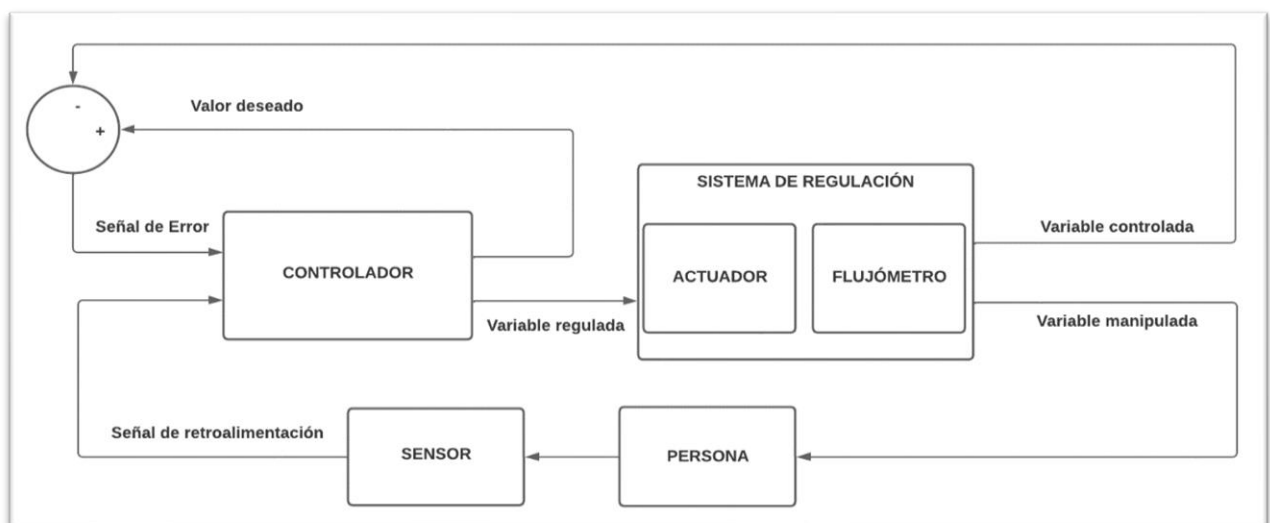 -
+
Valor deseado
SISTEMA DE REGULACIÓN
Señal de Error
Variable controlada
CONTROLADOR
ACTUADOR
FLUJÓMETRO
Variable regulada
Variable manipulada
Señal de retroalimentación
SENSOR
PERSONA